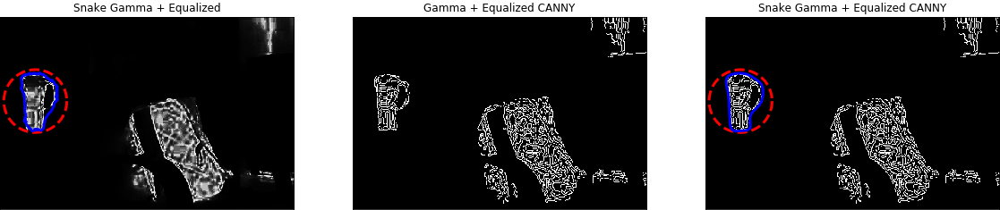 Snake Gamma + Equalized
Gamma + Equalized CANNY
Snake Gamma + Equalized CANNY